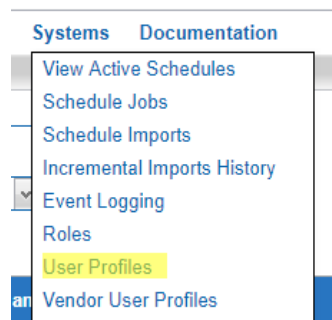 Systems Documentation
View Active Schedules
Schedule Jobs
Schedule Imports
Incremental Imports History
Event Logging
Roles
User Profiles
an
Vendor User Profiles